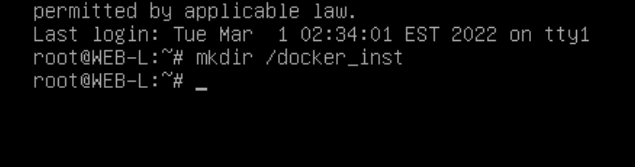 permitted by applicable law.
Last login: Tue Mar  1 02:34:01 EST 2022 on tty1
root@WEB-L:~# mkdir /docker_inst
root@WEB-L:~# _